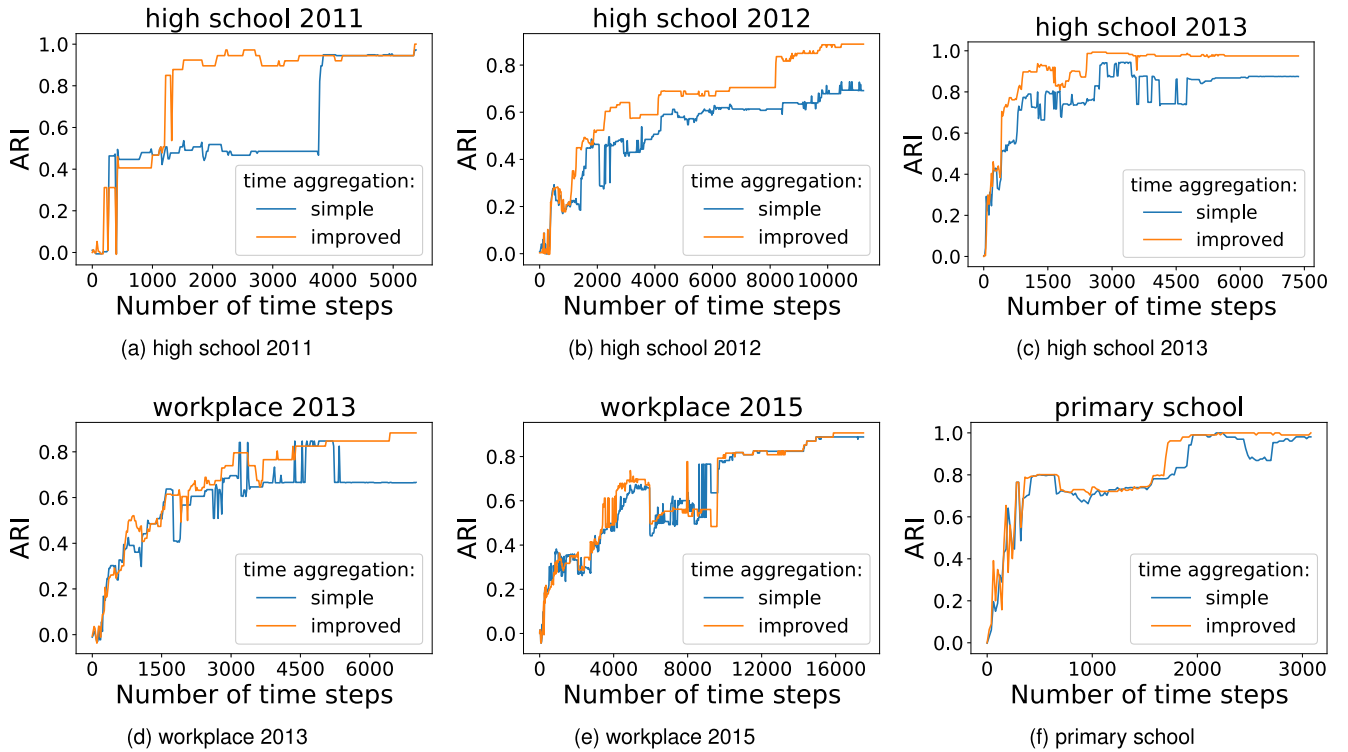 high school 2011
ARI
1.0
0.8
0.6
0.4
0.2
0.0
time aggregation:
simple
improved
0 1000 2000 3000 4000 5000
Number of time steps
(a) high school 2011
high school 2012
ARI
0.8
0.6
0.4
0.2
0.0
time aggregation:
simple
improved
0 2000 4000 6000 8000 10000
Number of time steps
(b) high school 2012
high school 2013
ARI
1.0
0.8
0.6
0.4
0.2
0.0
time aggregation:
simple
improved
0 1500 3000 4500 6000 7500
Number of time steps
(c) high school 2013
workplace 2013
ARI
0.8
0.6
0.4
0.2
0.0
time aggregation:
simple
improved
0 1500 3000 4500 6000
Number of time steps
(d) workplace 2013
workplace 2015
ARI
0.8
0.6
0.4
0.2
0.0
time aggregation:
simple
improved
0 4000 8000 12000 16000
Number of time steps
(e) workplace 2015
primary school
ARI
1.0
0.8
0.6
0.4
0.2
0.0
time aggregation:
simple
improved
0 1000 2000 3000
Number of time steps
(f) primary school